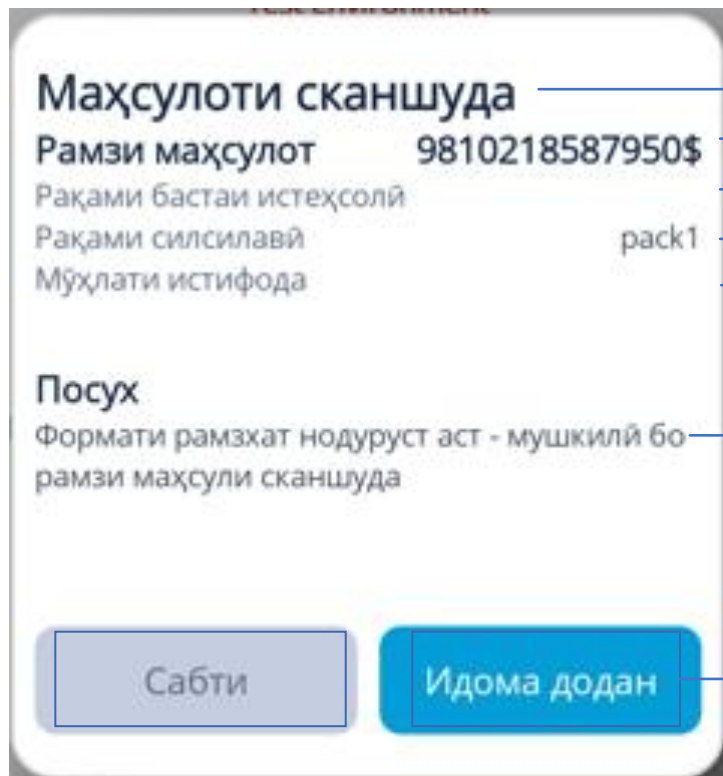 Маҳсулоти сканшуда
Рамзи маҳсулот 9810218587950$
Рақами бастаи истеҳсолӣ
Рақами силсилавӣ pack1
Мӯҳлати истифода
Посух
Формати рамзхат нодуруст аст - мушкилӣ бо
рамзи маҳсули сканшуда
Сабти
Идома додан